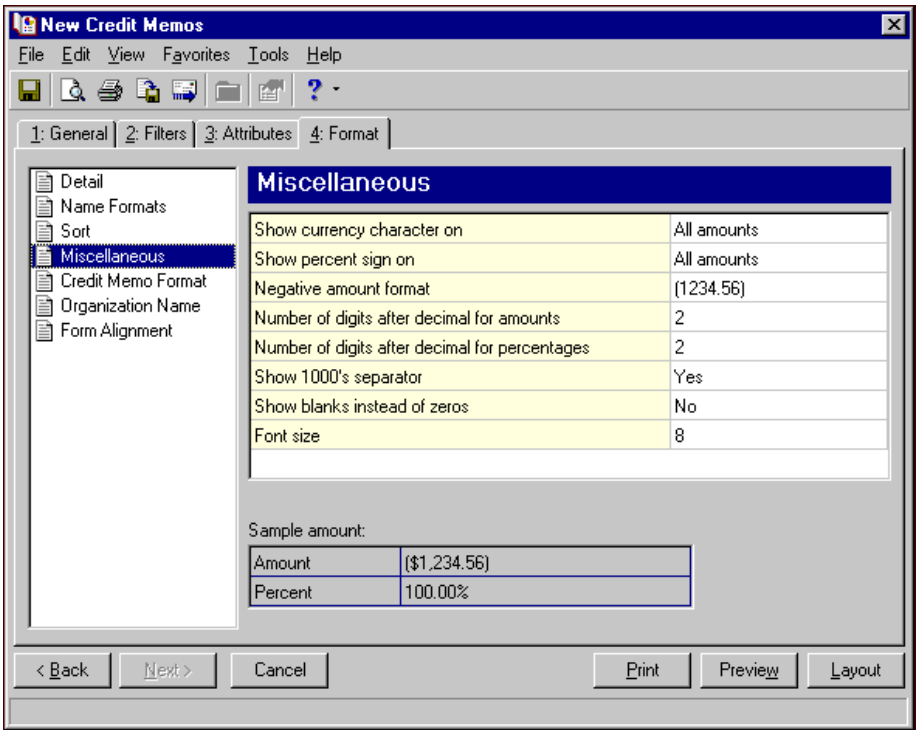 New Credit Memos
File Edit View Favorites Tools Help
?
1: General 2: Filters 3: Attributes 4: Format
Detail
Name Formats
Sort
Miscellaneous
Credit Memo Format
Organization Name
Form Alignment
Miscellaneous
Show currency character on All amounts
Show percent sign on All amounts
Negative amount format (1234.56)
Number of digits after decimal for amounts 2
Number of digits after decimal for percentages 2
Show 1000's separator Yes
Show blanks instead of zeros No
Font size 8
Sample amount:
Amount ($1,234.56)
Percent 100.00%
< Back Next > Cancel Print Preview Layout